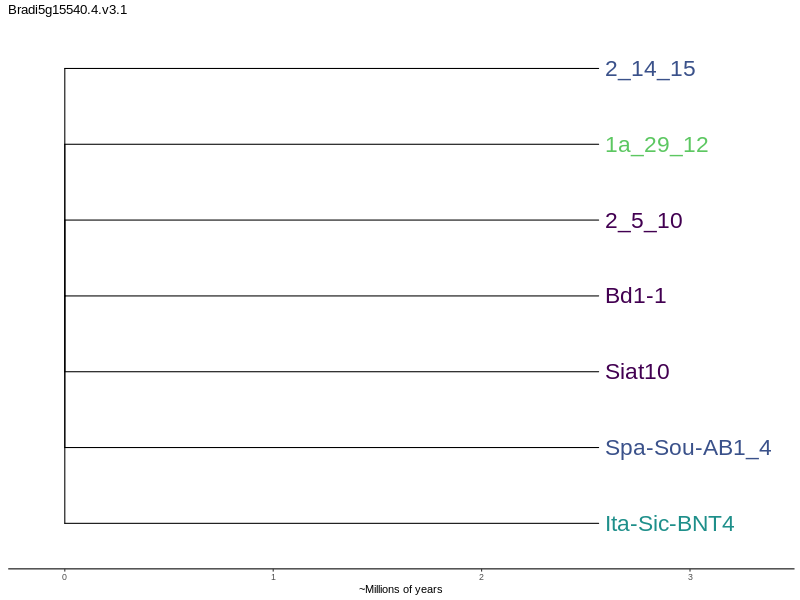 Bradi5g15540.4.v3.1
2_14_15
1a_29_12
2_5_10
Bd1-1
Siat10
Spa-Sou-AB1_4
Ita-Sic-BNT4
0 1 2 3
~Millions of years